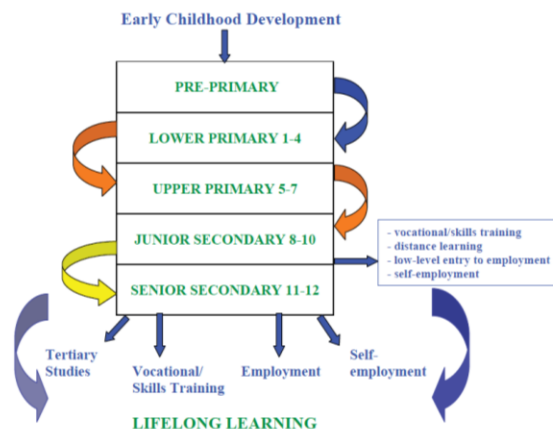 Early Childhood Development
PRE-PRIMARY
LOWER PRIMARY 1-4
UPPER PRIMARY 5-7
JUNIOR SECONDARY 8-10
- vocational/skills training
- distance learning
- low-level entry to employment
- self-employment
SENIOR SECONDARY 11-12
Tertiary
Studies
Vocational/
Skills Training
Employment
Self-
employment
LIFELONG LEARNING